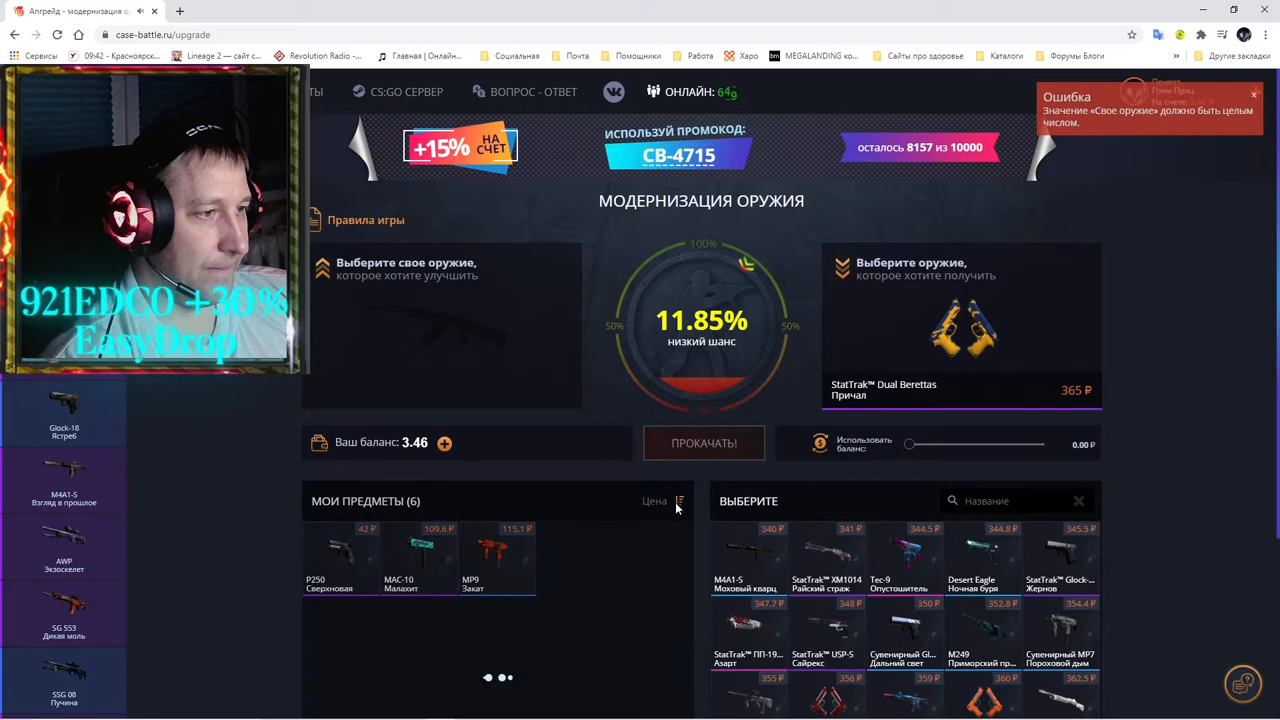 Апгрейд - модернизация о
case-battle.ru/upgrade
Сервисы
09:42 - Красноярск...
Lineage 2 — сайт с...
Revolution Radio –...
Главная | Онлайн...
Социальная
Почта
Помощники
Работа
Харо
MEGALANDING ко...
Сайты про здоровье
Каталоги
Форумы Блоги
»
Другие закладки
ТЫ
CS:GO СЕРВЕР
ВОПРОС - ОТВЕТ
ОНЛАЙН:
Ошибка
x
Значение «Свое оружие» должно быть целым
числом.
+15% НА СЧЕТ
ИСПОЛЬЗУЙ ПРОМОКОД:
CB-4715
осталось 8157 из 10000
МОДЕРНИЗАЦИЯ ОРУЖИЯ
Правила игры
Выберите свое оружие,
которое хотите улучшить
100%
50%
11.85%
низкий шанс
50%
Выберите оружие,
которое хотите получить
StatTrak™ Dual Berettas
Причал
365 ₽
921EDCO +30%
EasyDrop
Ваш баланс: 3.46
ПРОКАЧАТЬ!
Использовать
баланс:
0.00 ₽
Glock-18
Ястреб
M4A1-S
Взгляд в прошлое
AWP
Экзоскелет
SG 553
Дикая моль
SSG 08
Пучина
МОИ ПРЕДМЕТЫ (6)
Цена
42 ₽
109.6 ₽
115.1 ₽
P250
Сверхновая
MAC-10
Малахит
MP9
Закат
ВЫБЕРИТЕ
Название
340 ₽
341 ₽
344.5 ₽
344.8 ₽
345.5 ₽
M4A1-S
Моховый кварц
StatTrak™ XM1014
Райский страж
Tec-9
Опустошитель
Desert Eagle
Ночная буря
StatTrak™ Glock-...
Жернов
347.7 ₽
348 ₽
350 ₽
352.8 ₽
354.4 ₽
StatTrak™ ПП-19...
Азарт
StatTrak™ USP-S
Сайрекс
Сувенирный Gl...
Дальний свет
M249
Приморский пр...
Сувенирный MP7
Пороховой дым
355 ₽
356 ₽
359 ₽
360 ₽
362.5 ₽